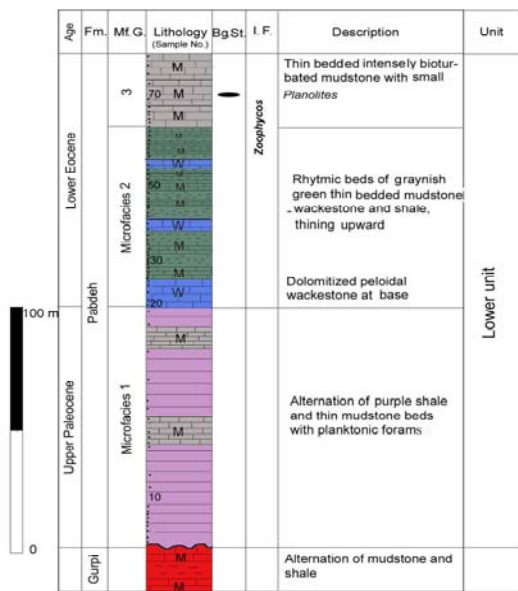 Age
Fm.
Mf. G.
Lithology
(Sample No.)
Bg.St.
I. F.
Description
Unit
Lower Eocene
Upper Paleocene
Pabdeh
Gurpi
3
Microfacies 2
Microfacies 1
M
70
M
M
M
M
W
M
50
M
M
W
M
30
M
W
20
M
M
10
M
M
Zoophycos
Thin bedded intensely biotur-
bated mudstone with small
Planolites
Rhytmic beds of graynish
green thin bedded mudstone
wackestone and shale,
thining upward
Dolomitized peloidal
wackestone at base
Alternation of purple shale
and thin mudstone beds
with planktonic forams
Alternation of mudstone and
shale
Lower unit
100 m
0